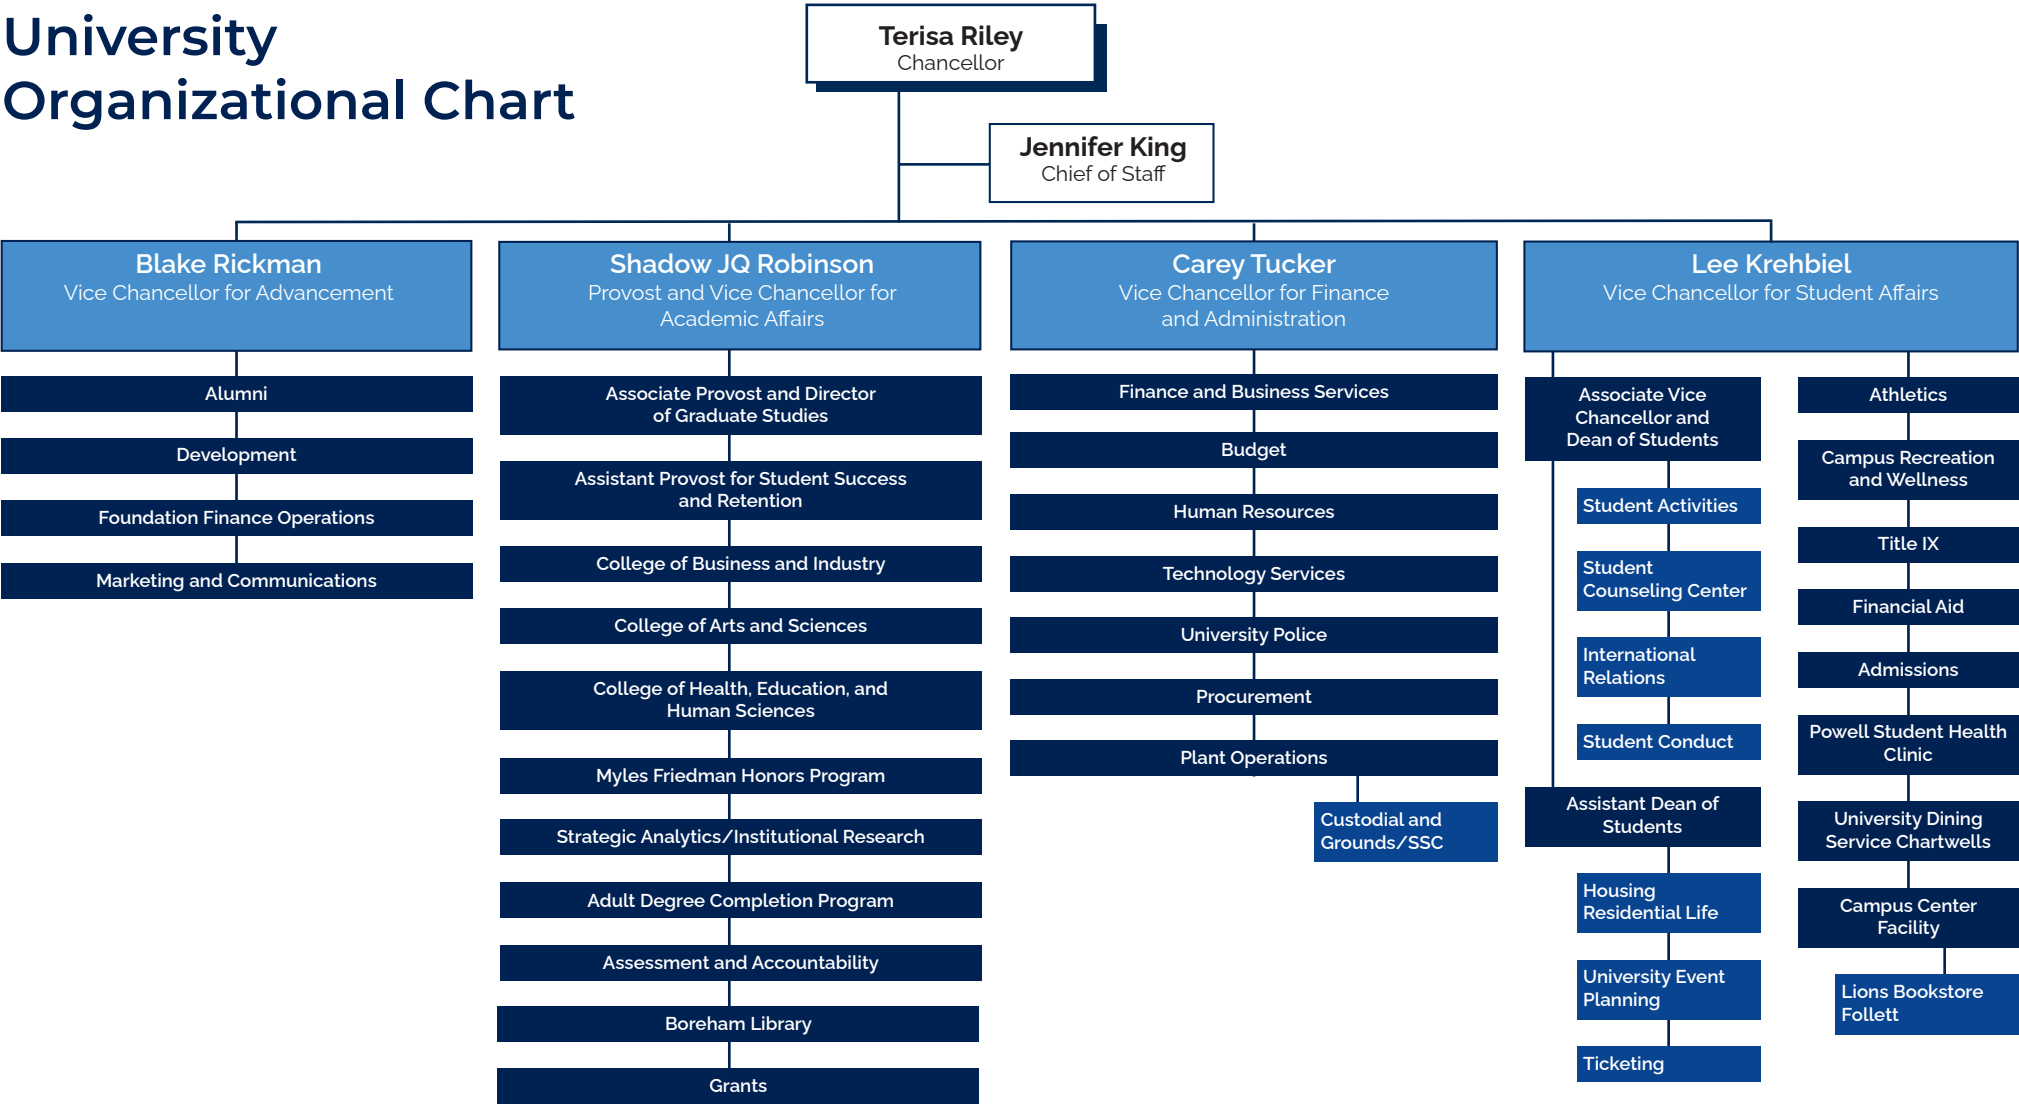 University
Organizational Chart
Terisa Riley
Chancellor
Jennifer King
Chief of Staff
Blake Rickman
Vice Chancellor for Advancement
Alumni
Development
Foundation Finance Operations
Marketing and Communications
Shadow JQ Robinson
Provost and Vice Chancellor for
Academic Affairs
Associate Provost and Director
of Graduate Studies
Assistant Provost for Student Success
and Retention
College of Business and Industry
College of Arts and Sciences
College of Health, Education, and
Human Sciences
Myles Friedman Honors Program
Strategic Analytics/Institutional Research
Adult Degree Completion Program
Assessment and Accountability
Boreham Library
Grants
Carey Tucker
Vice Chancellor for Finance
and Administration
Finance and Business Services
Budget
Human Resources
Technology Services
University Police
Procurement
Plant Operations
Custodial and
Grounds/SSC
Lee Krehbiel
Vice Chancellor for Student Affairs
Associate Vice
Chancellor and
Dean of Students
Student Activities
Student
Counseling Center
International
Relations
Student Conduct
Assistant Dean of
Students
Housing
Residential Life
University Event
Planning
Ticketing
Athletics
Campus Recreation
and Wellness
Title IX
Financial Aid
Admissions
Powell Student Health
Clinic
University Dining
Service Chartwells
Campus Center
Facility
Lions Bookstore
Follett